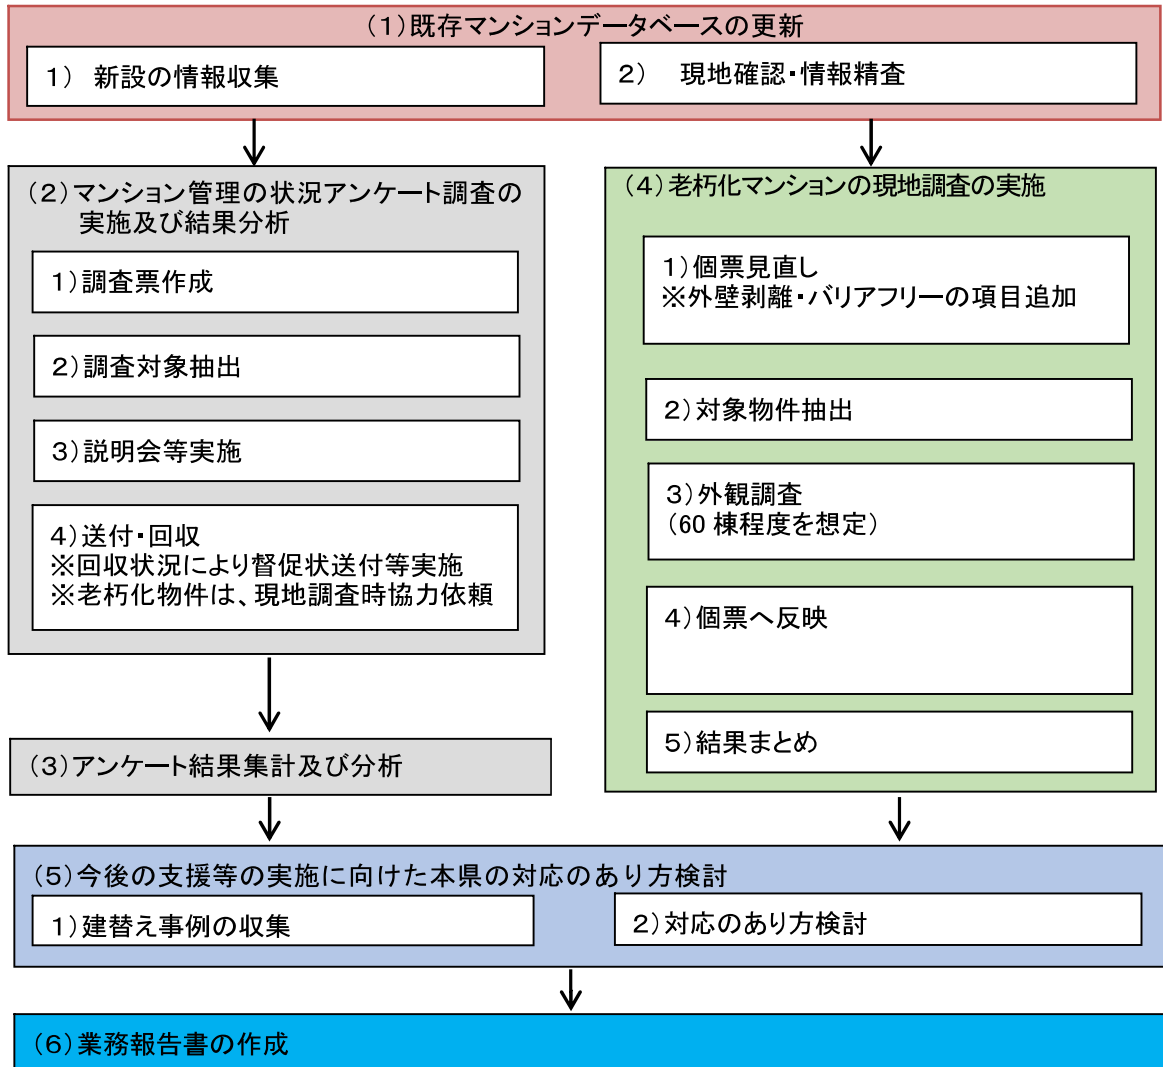 (1)既存マンションデータベースの更新
1) 新設の情報収集
2) 現地確認・情報精査
(2)マンション管理の状況アンケート調査の
実施及び結果分析
1)調査票作成
2)調査対象抽出
3)説明会等実施
4)送付・回収
※回収状況により督促状送付等実施
※老朽化物件は、現地調査時協力依頼
(3)アンケート結果集計及び分析
(4)老朽化マンションの現地調査の実施
1)個票見直し
※外壁剥離・バリアフリーの項目追加
2)対象物件抽出
3)外観調査
(60 棟程度を想定)
4)個票へ反映
5)結果まとめ
(5)今後の支援等の実施に向けた本県の対応のあり方検討
1)建替え事例の収集
2)対応のあり方検討
(6)業務報告書の作成